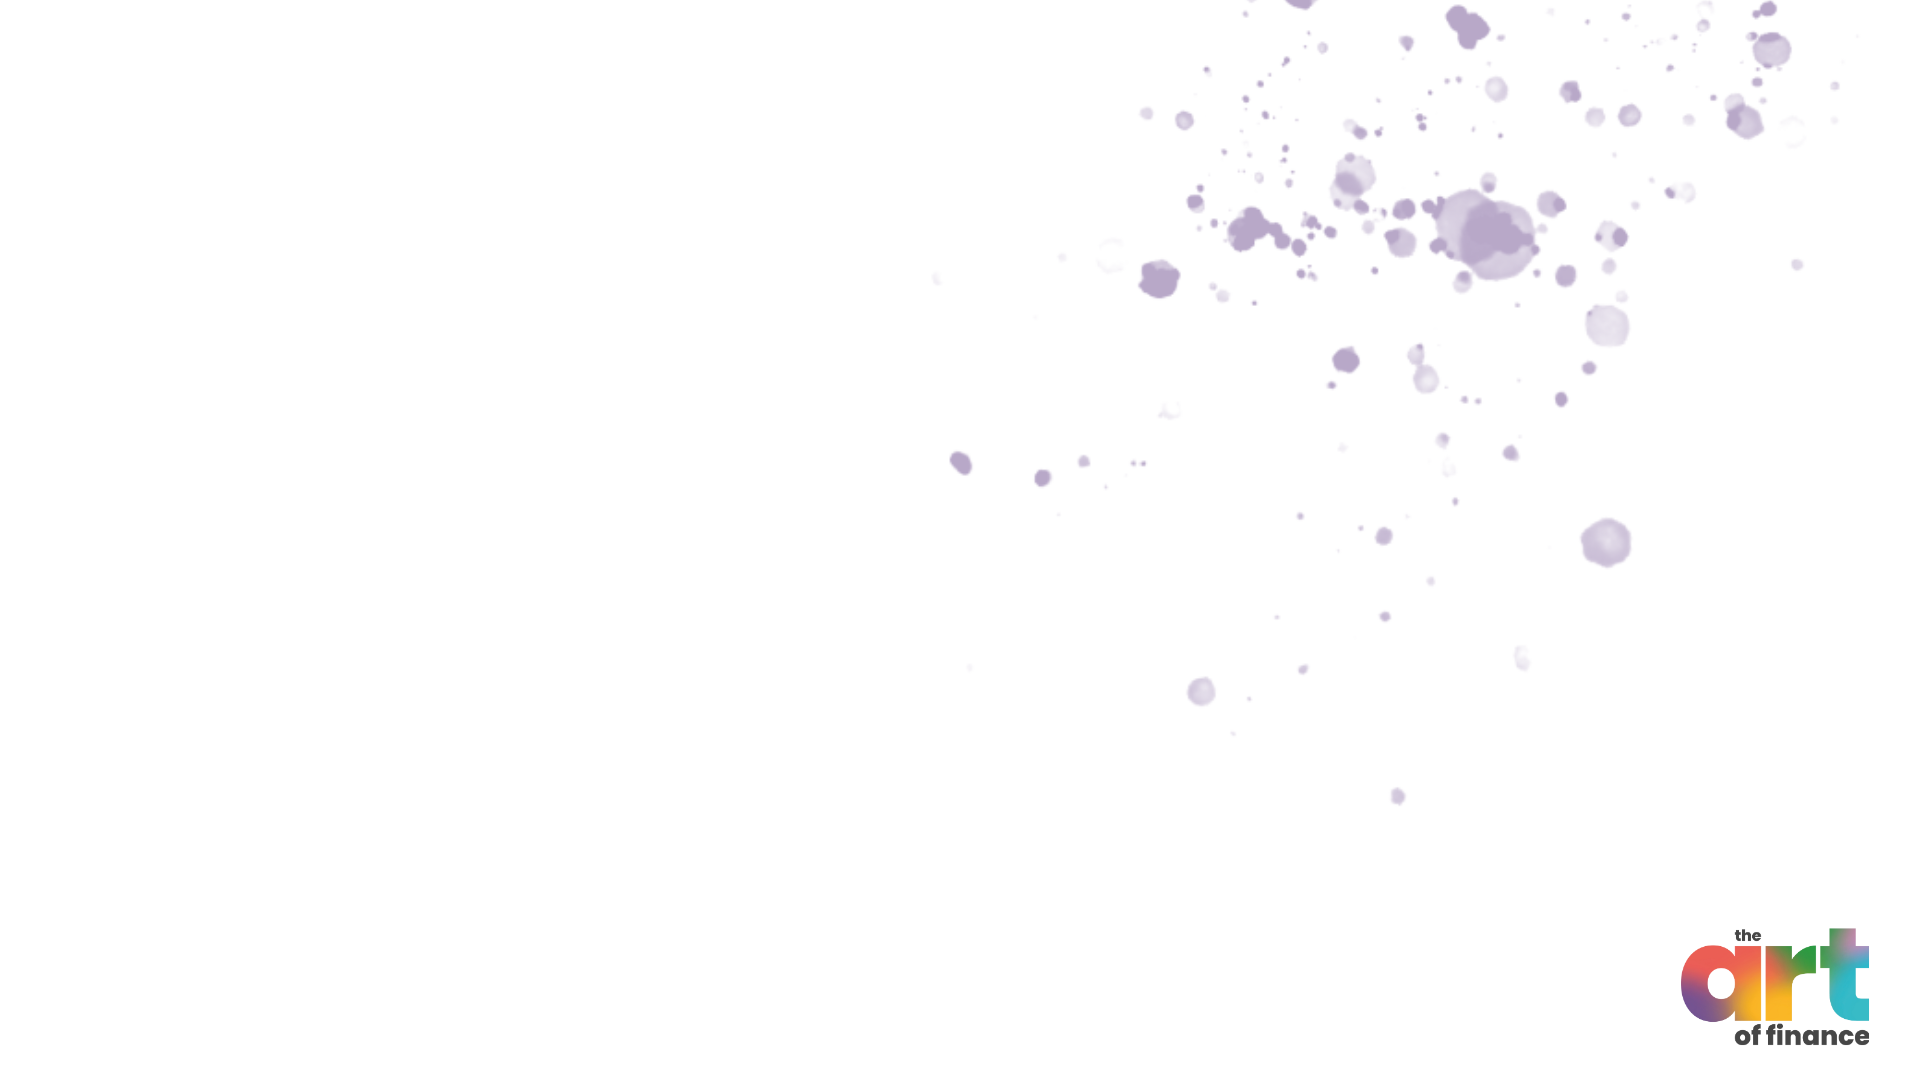 the
art
of finance